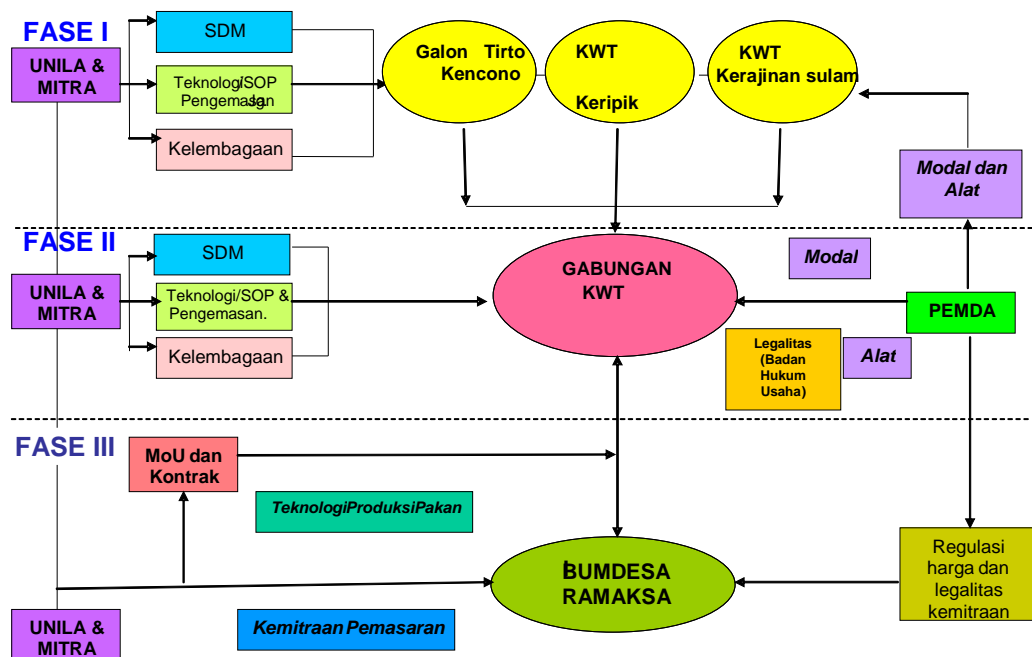 FASE I
UNILA &
MITRA
SDM
Teknologi/SOP
Pengemasan
Kelembagaan
Galon Tirto
Kencono
KWT
Keripik
KWT
Kerajinan sulam
Modal dan
Alat
FASE II
UNILA &
MITRA
SDM
Teknologi/SOP &
Pengemasan.
Kelembagaan
GABUNGAN
KWT
Modal
PEMDA
Legalitas
(Badan
Hukum
Usaha)
Alat
FASE III
MoU dan
Kontrak
TeknologiProduksiPakan
BUMDESA
RAMAKSA
Regulasi
harga dan
legalitas
kemitraan
UNILA &
MITRA
Kemitraan Pemasaran